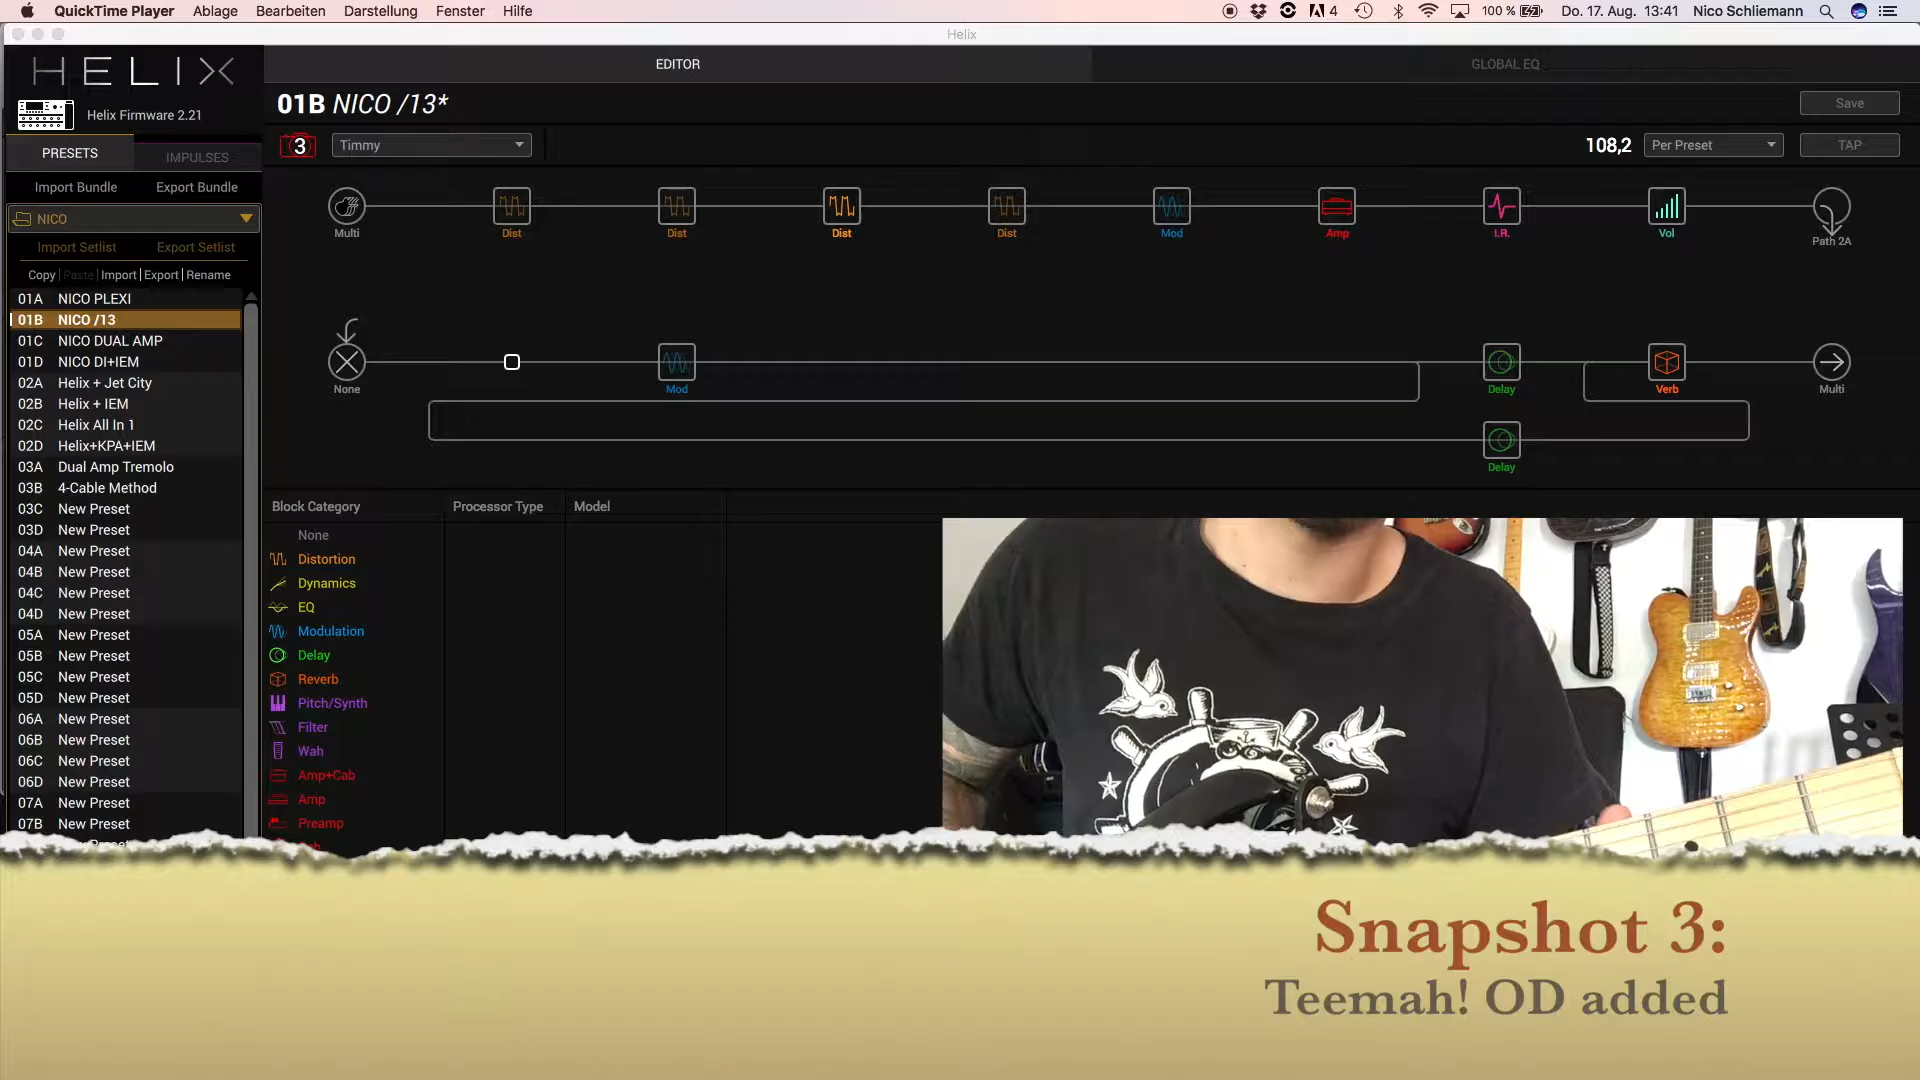 QuickTime Player Ablage Bearbeiten Darstellung Fenster Hilfe 4 100 % Do. 17. Aug. 13:41 Nico Schliemann
Helix
HELIX
Helix Firmware 2.21
EDITOR GLOBAL EQ
01B NICO /13* Save
PRESETS IMPULSES
3 Timmy 108,2 Per Preset TAP
Import Bundle Export Bundle
NICO
Import Setlist Export Setlist
Copy | Paste | Import | Export | Rename
Multi Dist Dist Dist Dist Mod Amp I.R. Vol Path 2A
None Mod Delay Verb Multi
Delay
01A NICO PLEXI
01B NICO /13
01C NICO DUAL AMP
01D NICO DI+IEM
02A Helix + Jet City
02B Helix + IEM
02C Helix All In 1
02D Helix+KPA+IEM
03A Dual Amp Tremolo
03B 4-Cable Method
03C New Preset
03D New Preset
04A New Preset
04B New Preset
04C New Preset
04D New Preset
05A New Preset
05B New Preset
05C New Preset
05D New Preset
06A New Preset
06B New Preset
06C New Preset
06D New Preset
07A New Preset
07B New Preset
Block Category Processor Type Model
None
Distortion
Dynamics
EQ
Modulation
Delay
Reverb
Pitch/Synth
Filter
Wah
Amp+Cab
Amp
Preamp
Snapshot 3:
Teemah! OD added